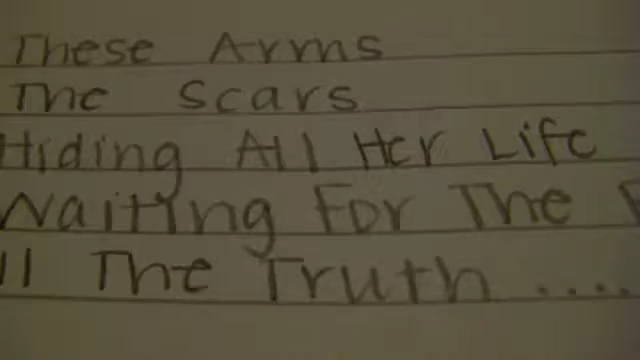 These Arms
The Scars
Hiding All Her Life
Waiting For The
The Truth ....